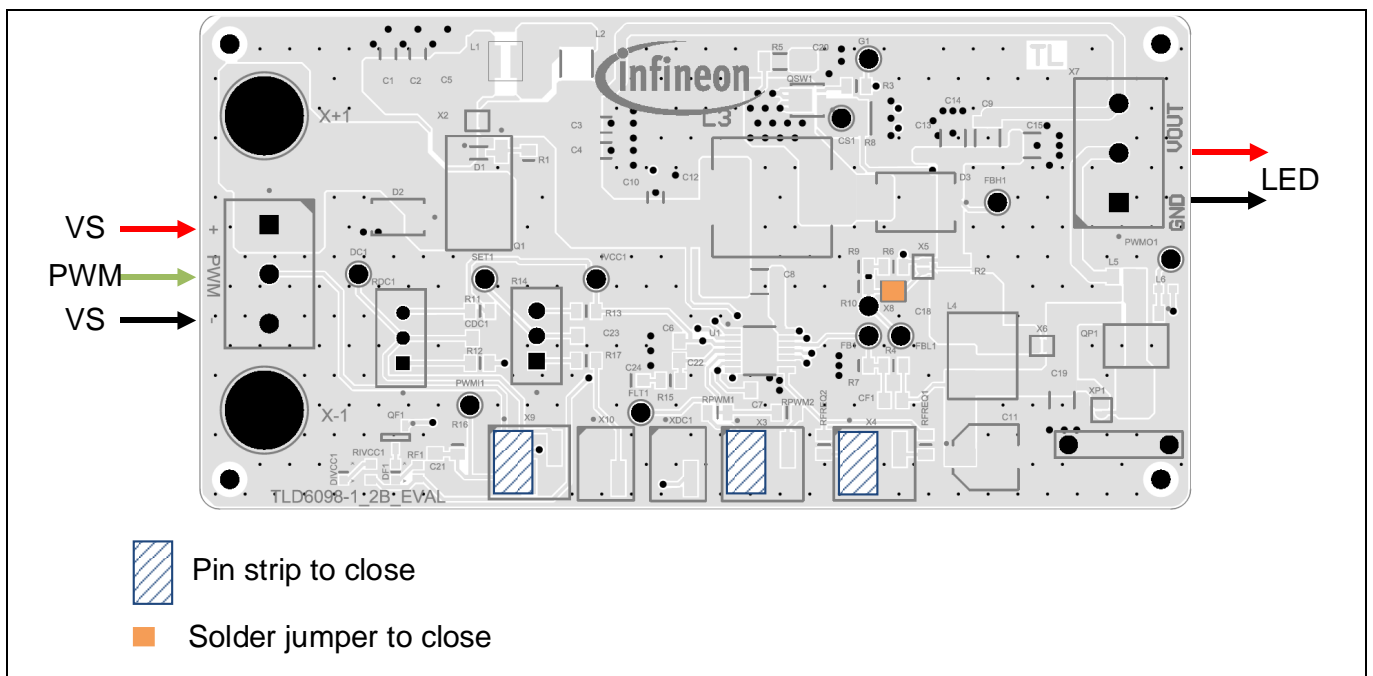 L1
L2
R5
C20
G1
TL
X7
infineon
QSW1
R3
C1
C2
C5
X+1
X2
L3
C14
C9
C3
C13
C15
VOUT
CS1
R8
C4
D1
R1
LED
C10
C12
D3
FBH1
D2
GND
VS
+
PWMO1
Q1
DC1
SET1
IVCC1
R9
R6
X5
PWM
PWM
RDC1
R14
C8
R2
L5
L6
R11
R13
R10
X8
C18
L4
VS
-
CDC1
C23
C6
U1
X6
QP1
R12
R17
C22
FB
FBL1
R4
C24
R15
R7
CF1
C19
XP1
PWMI1
FLT1
RPWM1
C7
RPWM2
RFREQ2
RFREQ1
X-1
QF1
R16
X9
X10
XDC1
X3
X4
C11
DIVCC1
RIVCC1
DF1
RF1
C21
TLD6098-1_2B_EVAL
Pin strip to close
Solder jumper to close